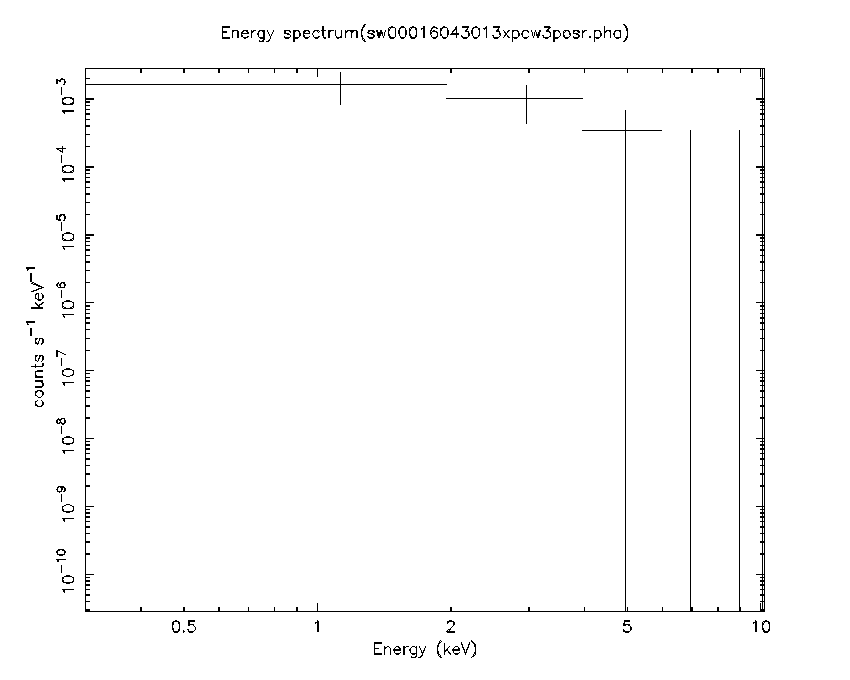 Energy spectrum(sw00016043013xpcw3posr.pha)
10⁻³
10⁻⁴
10⁻⁵
10⁻⁶
10⁻⁷
10⁻⁸
10⁻⁹
10⁻¹⁰
counts s⁻¹ keV⁻¹
0.5 1 2 5 10
Energy (keV)